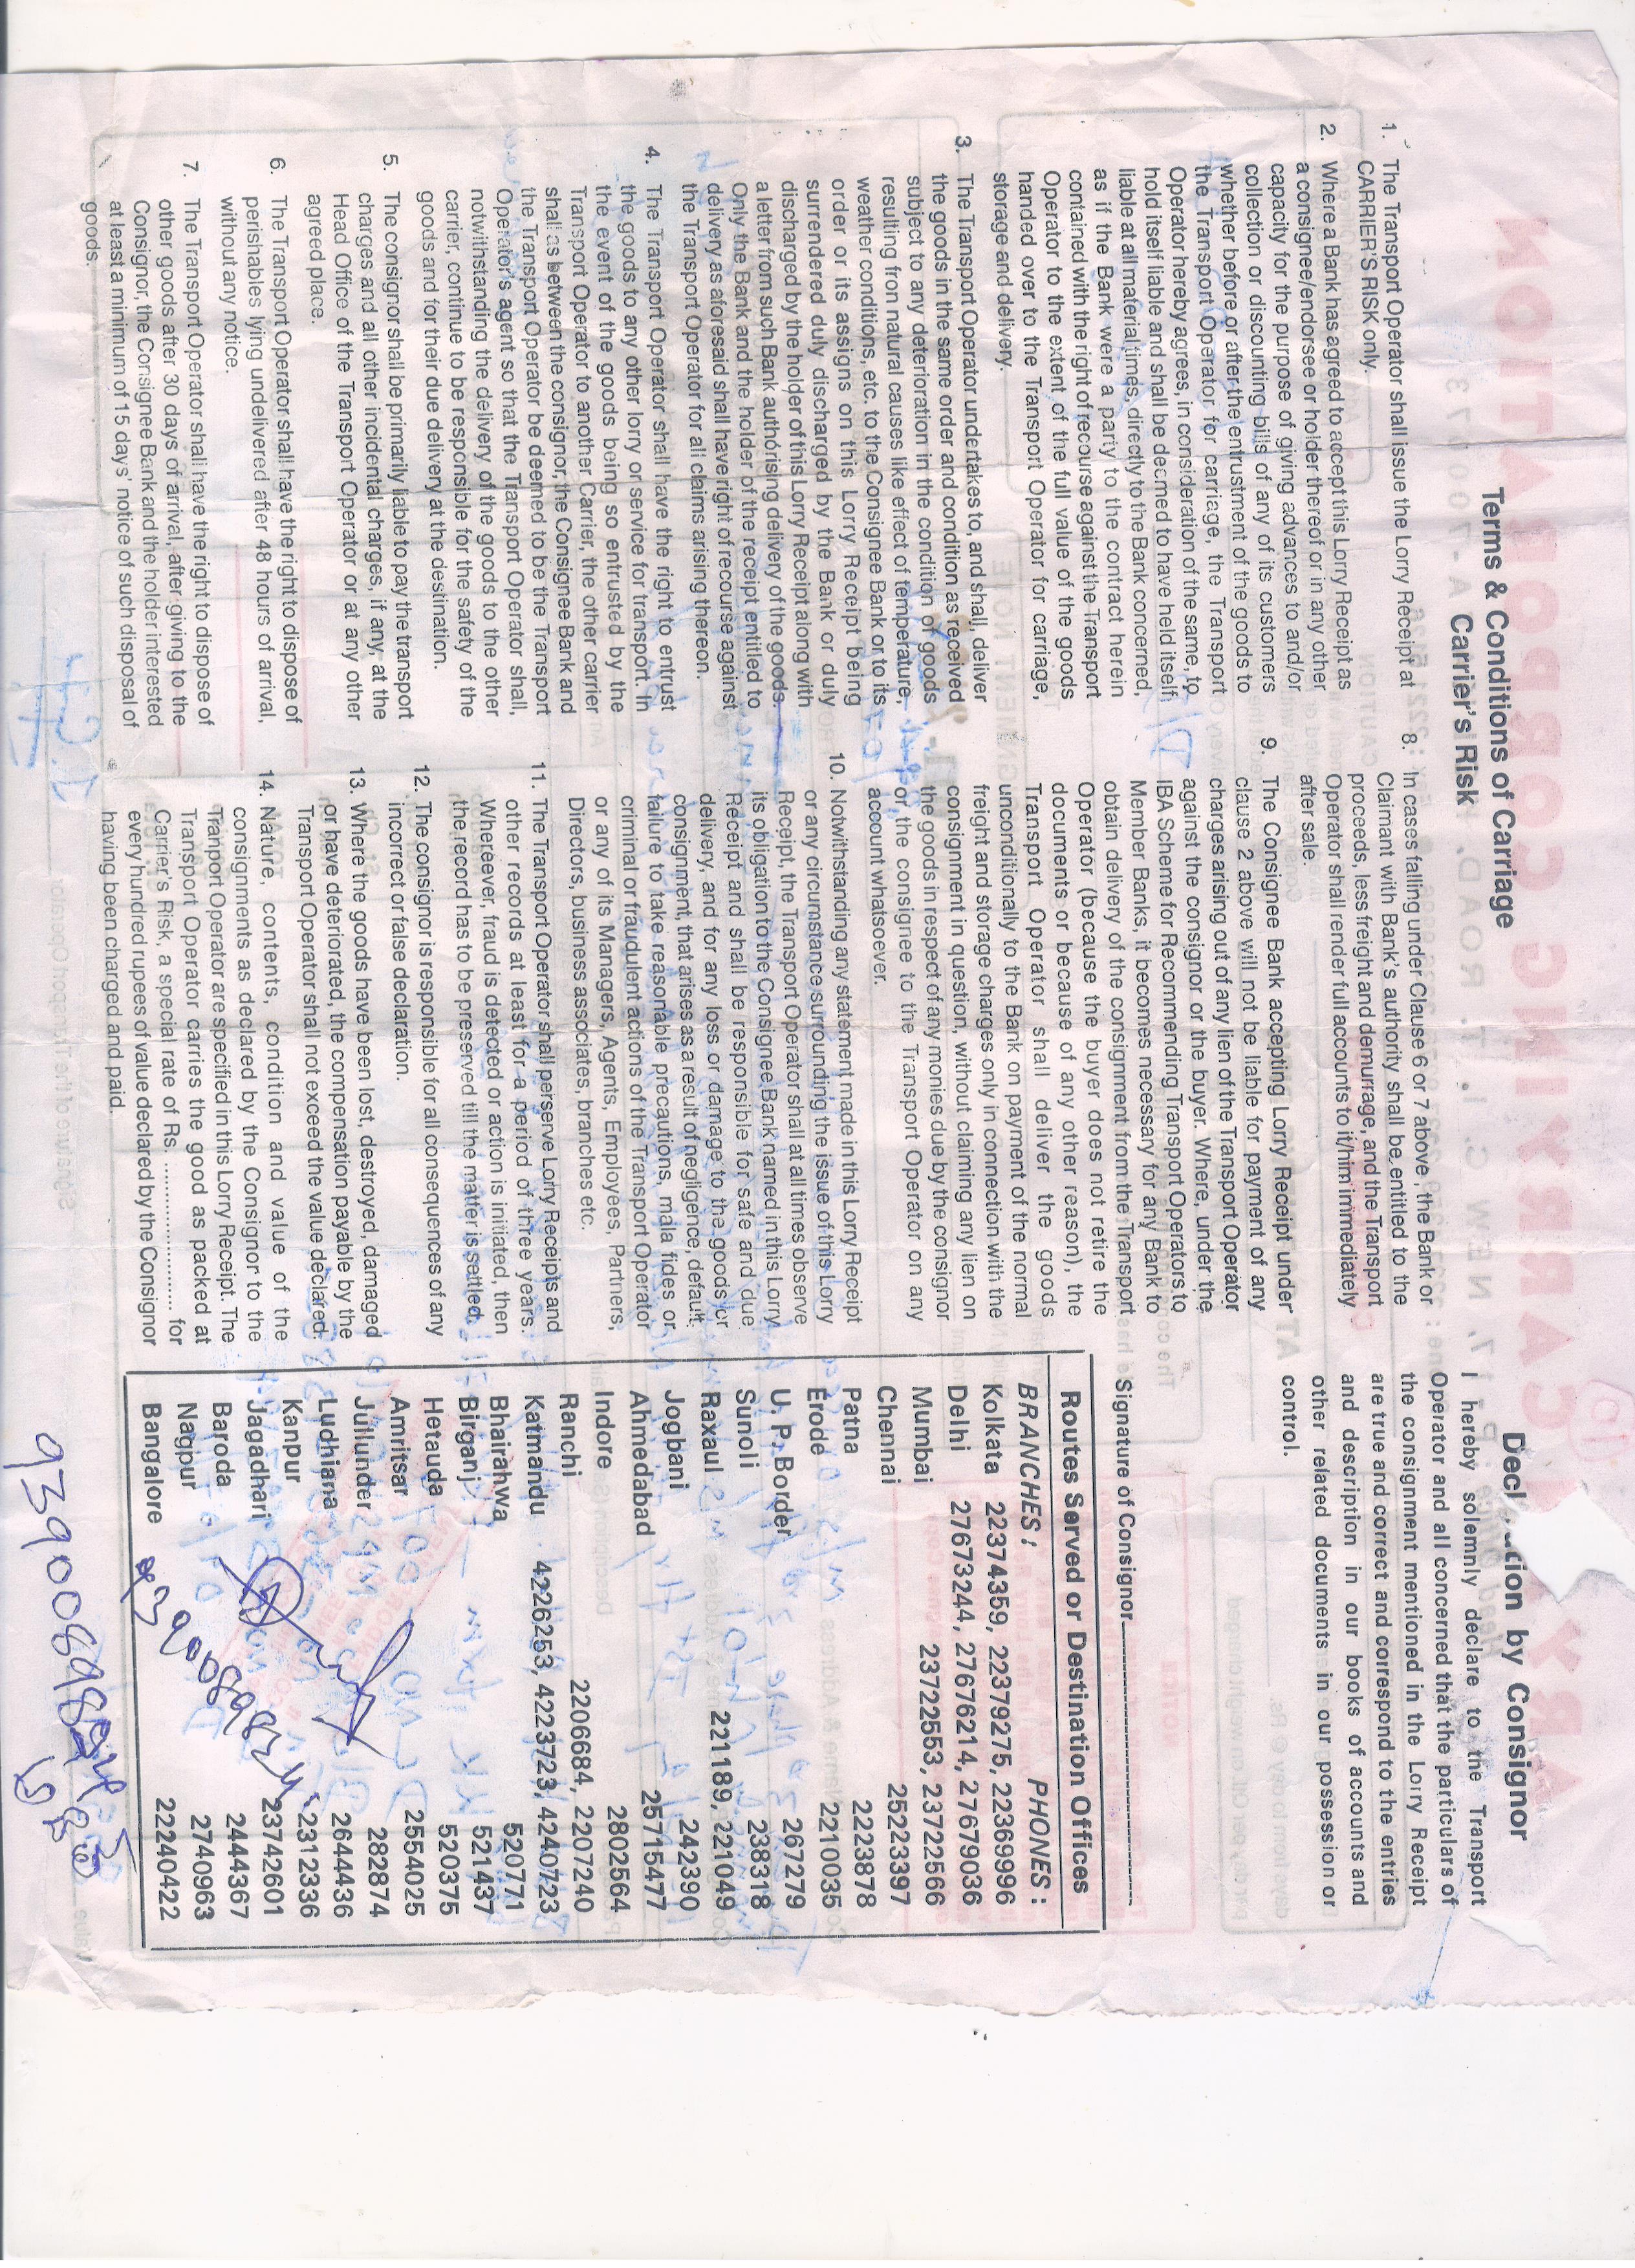 Terms & Conditions of Carriage
Carrier's Risk
1. The Transport Operator shall issue the Lorry Receipt at
CARRIER'S RISK only.
2. Where a Bank has agreed to accept this Lorry Receipt as
a consignee/endorsee or holder thereof or in any other
capacity for the purpose of giving advances to and/or
collection or discounting bills of any of its customers
whether before or after the entrustment of the goods to
the Transport Operator for carriage, the Transport
Operator hereby agrees, in consideration of the same, to
hold itself liable and shall be decmed to have held itself
liable at all material times, directly to the Bank concerned,
as if the Bank were a party to the contract herein
contained with the right of recourse against the Transport
Operator to the extent of the full value of the goods
handed over to the Transport Operator for carriage,
storage and delivery.
3. The Transport Operator undertakes to, and shall, deliver
the goods in the same order and condition as received
subject to any deterioration in the condition of goods
resulting fron natural causes like effect of temperature,
weather conditions, etc, to the Consignee Bank or to its
order or its assigns on this Lorry Receipt being
surrendered duly discharged by the Bank or duly
discharged by the holder of this Lorry Receipt along with
a letter from such Bank authorising delivery of the goods.
Only the Bank and the holder of the receipt entitled to
delivery as aforesaid shall have right of recourse against
the Transport Operator for all claims arising thereon.
4. The Transport Operator shall have the right to entrust
the goods to any other lorry or service for transport. In
the event of the goods being so entrusted by the
Transport Operator to another Carrier, the other carrier
shall as between the consignor, the Consignee Bank and
the Transport Operator be deemed to be the Transport
Operator's agent so that the Transport Operator shall,
notwithstanding the delivery of the goods to the other
carrier, continue to be responsible for the safety of the
goods and for their due delivery at the destination.
5. The consignor shall be primarily liable to pay the transport
charges and all other incidental charges, if any, at the
Head Office of the Transport Operator or at any other
agreed place.
6. The Transport Operator shall have the right to dispose of
perishables lying undelivered after 48 hours of arrival,
without any notice.
7. The Transport Operator shall have the right to dispose of
other goods after 30 days of arrival, after giving to the
Consignor, the Consignee Bank and the holder interested
at least a minimum of 15 days' notice of such disposal of
goods.
8. In cases falling under Clause 6 or 7 above, the Bank or
Claimant with Bank's authority shall be entitled to the
proceeds, less freight and demurrage, and the Transport
Operator shall render full accounts to it/him immediately
after sale.
9. The Consignee Bank accepting Lorry Receipt under
clause 2 above will not be liable for payment of any
charges arising out of any lien of the Transport Operator
against the consignor or the buyer. Where, under the
IBA Scheme for Recommending Transport Operators to
Member Banks, it becomes necessary for any Bank to
obtain delivery of the consignment from the Transport
Operator (because the buyer does not retire the
documents or because of any other reason), the
Transport Operator shall deliver the goods
unconditionally to the Bank on payment of the normal
freight and storage charges only in connection with the
consignment in question, without claiming any lien on
the goods in respect of any monies due by the consignor
or the consignee to the Transport Operator on any
account whatsoever.
10. Notwithstanding any statement made in this Lorry Receipt
or any circumstance surrounding the issue of this Lorry
Receipt, the Transport Operator shall at all times observe
its obligation to the Consignee Bank named in this Lorry
Receipt and shall be responsible for safe and due
delivery, and for any loss or damage to the goods or
consignment, that arises as a result of negligence, default,
failure to take reasonable precautions, mala fides or
criminal or fraudulent actions of the Transport Operator
or any of its Managers, Agents, Employees, Partners,
Directors, business associates, branches etc.
11. The Transport Operator shall perserve Lorry Receipts and
other records at least for a period of three years.
Whereever, fraud is detected or action is initiated, then
the record has to be preserved till the matter is settled.
12. The consignor is responsible for all consequences of any
incorrect or false declaration.
13. Where the goods have been lost, destroyed, damaged
or have deteriorated, the compensation payable by the
Transport Operator shall not exceed the value declared.
14. Nature, contents, condition and value of the
consignments as declared by the Consignor to the
Tranport Operator are specified in this Lorry Receipt. The
Transport Operator carries the good as packed at
Carrier's Risk, a special rate of Rs. ........................ for
every hundred rupees of value declared by the Consignor
having been charged and paid.
by Consignor
I hereby solemnly declare to the Transport
Operator and all concerned that the particulars of
the consignment mentioned in the Lorry Receipt
are true and correct and correspond to the entries
and description in our books of accounts and
other related documents in our possession or
control.
Signature of Consignor
Routes Served or Destination Offices
BRANCHES : PHONES :
Kolkata 22374359, 22379275, 22369996
Delhi 27673244, 27676214, 27679036
Mumbai 23722553, 23722566
Chennai 25223397
Patna 2223878
Erode 2210035
U. P. Border 267279
Sunoli 238318
Raxaul 221189, 221049
Jogbani 242390
Ahmedabad 25715477
Indore 2802564
Ranchi 2206684, 2207240
Katmandu 4226253, 4223723, 4240723
Bhairahwa 520771
Birganj 521437
Hetauda 520375
Amritsar 2554025
Jullunder 282874
Ludhiana 2644436
Kanpur 2312336
Jagadhari 23742601
Baroda 2444367
Nagpur 2740963
Bangalore 22240422